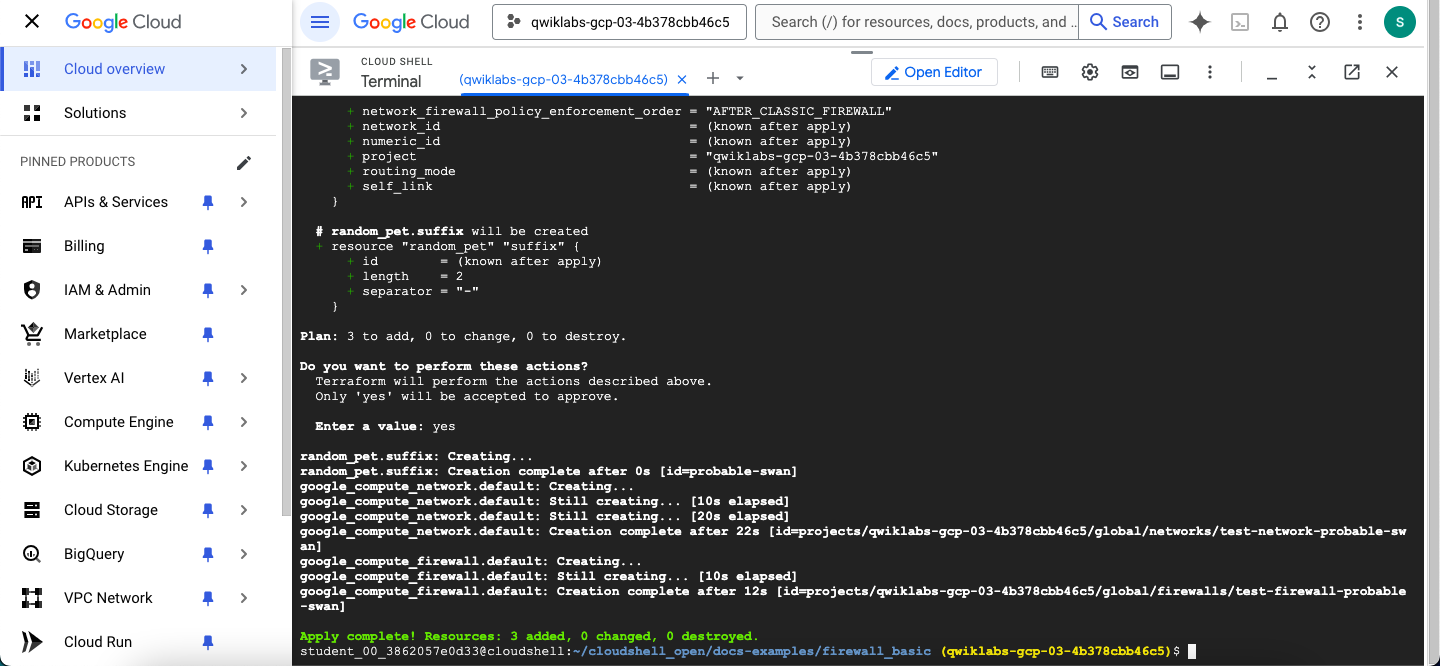 Google Cloud
Cloud overview
Solutions
PINNED PRODUCTS
API APIs & Services
Billing
IAM & Admin
Marketplace
Vertex AI
Compute Engine
Kubernetes Engine
Cloud Storage
BigQuery
VPC Network
Cloud Run
Google Cloud
qwiklabs-gcp-03-4b378cbb46c5
Search (/) for resources, docs, products, and ..
Search
S
CLOUD SHELL
Terminal
(qwiklabs-gcp-03-4b378cbb46c5)
Open Editor
+ network_firewall_policy_enforcement_order = "AFTER_CLASSIC_FIREWALL"
+ network_id = (known after apply)
+ numeric_id = (known after apply)
+ project = "qwiklabs-gcp-03-4b378cbb46c5"
+ routing_mode = (known after apply)
+ self_link = (known after apply)
}
# random_pet.suffix will be created
+ resource "random_pet" "suffix" {
+ id = (known after apply)
+ length = 2
+ separator = "-"
}
Plan: 3 to add, 0 to change, 0 to destroy.
Do you want to perform these actions?
Terraform will perform the actions described above.
Only 'yes' will be accepted to approve.
Enter a value: yes
random_pet.suffix: Creating...
random_pet.suffix: Creation complete after 0s [id=probable-swan]
google_compute_network.default: Creating...
google_compute_network.default: Still creating... [10s elapsed]
google_compute_network.default: Still creating... [20s elapsed]
google_compute_network.default: Creation complete after 22s [id=projects/qwiklabs-gcp-03-4b378cbb46c5/global/networks/test-network-probable-sw
an]
google_compute_firewall.default: Creating...
google_compute_firewall.default: Still creating... [10s elapsed]
google_compute_firewall.default: Creation complete after 12s [id=projects/qwiklabs-gcp-03-4b378cbb46c5/global/firewalls/test-firewall-probable
-swan]
Apply complete! Resources: 3 added, 0 changed, 0 destroyed.
student_00_3862057e0d33@cloudshell:~/cloudshell_open/docs-examples/firewall_basic (qwiklabs-gcp-03-4b378cbb46c5)$